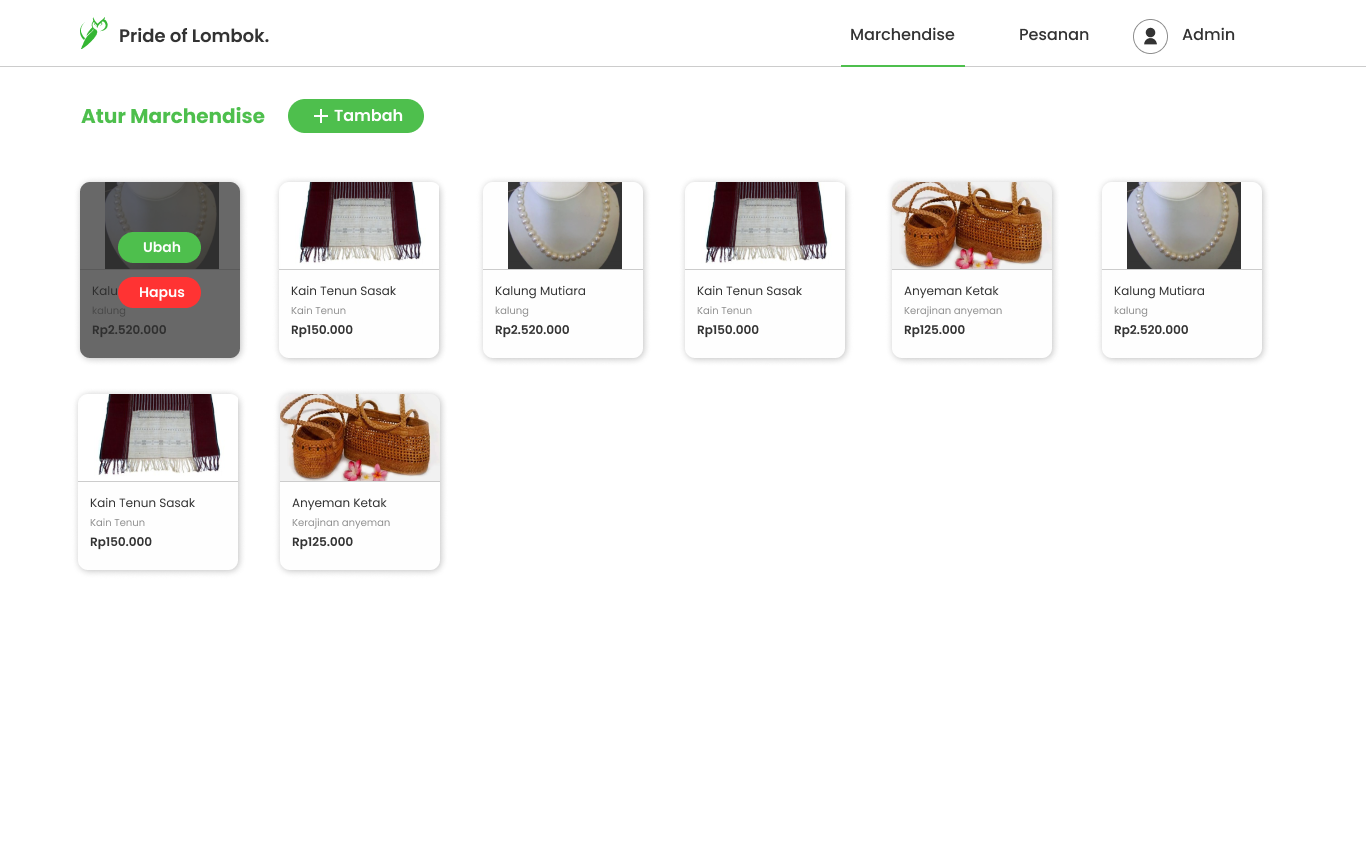 Pride of Lombok.
Marchendise
Pesanan
Admin
Atur Marchendise
+ Tambah
Ubah
Hapus
kalung
Rp2.520.000
Kain Tenun Sasak
Kain Tenun
Rp150.000
Kalung Mutiara
kalung
Rp2.520.000
Kain Tenun Sasak
Kain Tenun
Rp150.000
Anyeman Ketak
Kerajinan anyeman
Rp125.000
Kalung Mutiara
kalung
Rp2.520.000
Kain Tenun Sasak
Kain Tenun
Rp150.000
Anyeman Ketak
Kerajinan anyeman
Rp125.000